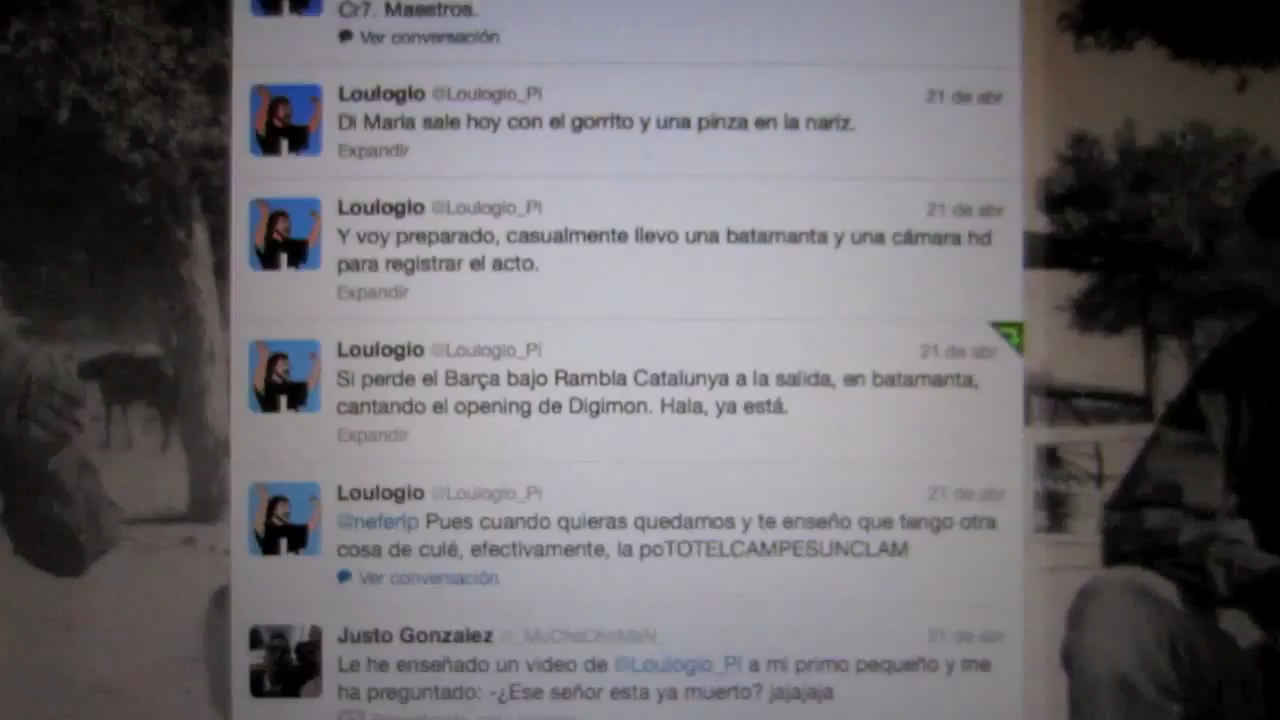 Cr7. Maestros.
Ver conversación
Loulogio @Loulogio_Pi 21 de abr
Di Maria sale hoy con el gorrito y una pinza en la nariz.
Expandir
Loulogio @Loulogio_Pi 21 de abr
Y voy preparado, casualmente llevo una batamanta y una cámara hd
para registrar el acto.
Expandir
Loulogio @Loulogio_Pi 21 de abr
Si perde el Barça bajo Rambla Catalunya a la salida, en batamanta,
cantando el opening de Digimon. Hala, ya está.
Expandir
Loulogio @Loulogio_Pi 21 de abr
@neferip Pues cuando quieras quedamos y te enseño que tengo otra
cosa de culé, efectivamente, la poTOTELCAMPESUNCLAM
Ver conversación
Justo Gonzalez 21 de abr
Le he enseñado un video de @Loulogio_Pi a mi primo pequeño y me
ha preguntado: -¿Ese señor esta ya muerto? jajajaja